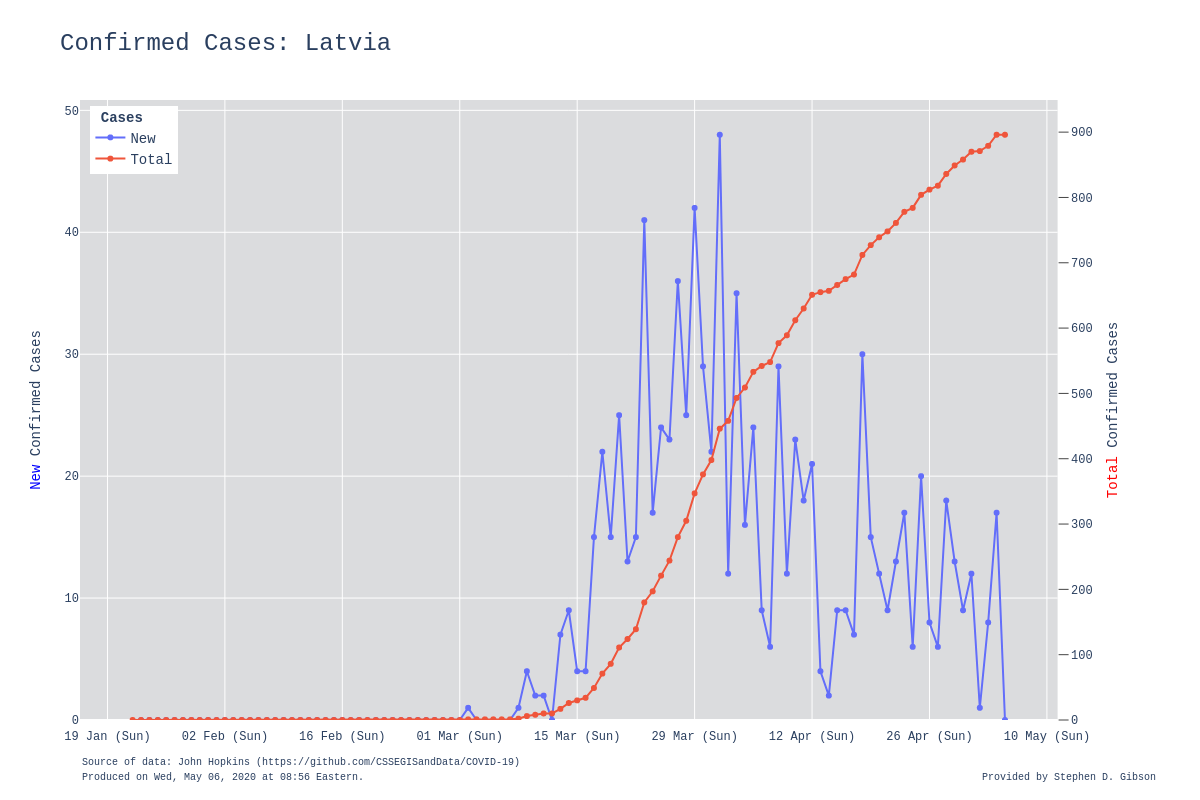 Confirmed Cases: Latvia
Cases
New
Total
50
40
30
20
10
0
900
800
700
600
500
400
300
200
100
0
New Confirmed Cases
Total Confirmed Cases
19 Jan (Sun) 02 Feb (Sun) 16 Feb (Sun) 01 Mar (Sun) 15 Mar (Sun) 29 Mar (Sun) 12 Apr (Sun) 26 Apr (Sun) 10 May (Sun)
Source of data: John Hopkins (https://github.com/CSSEGISandData/COVID-19)
Produced on Wed, May 06, 2020 at 08:56 Eastern.
Provided by Stephen D. Gibson